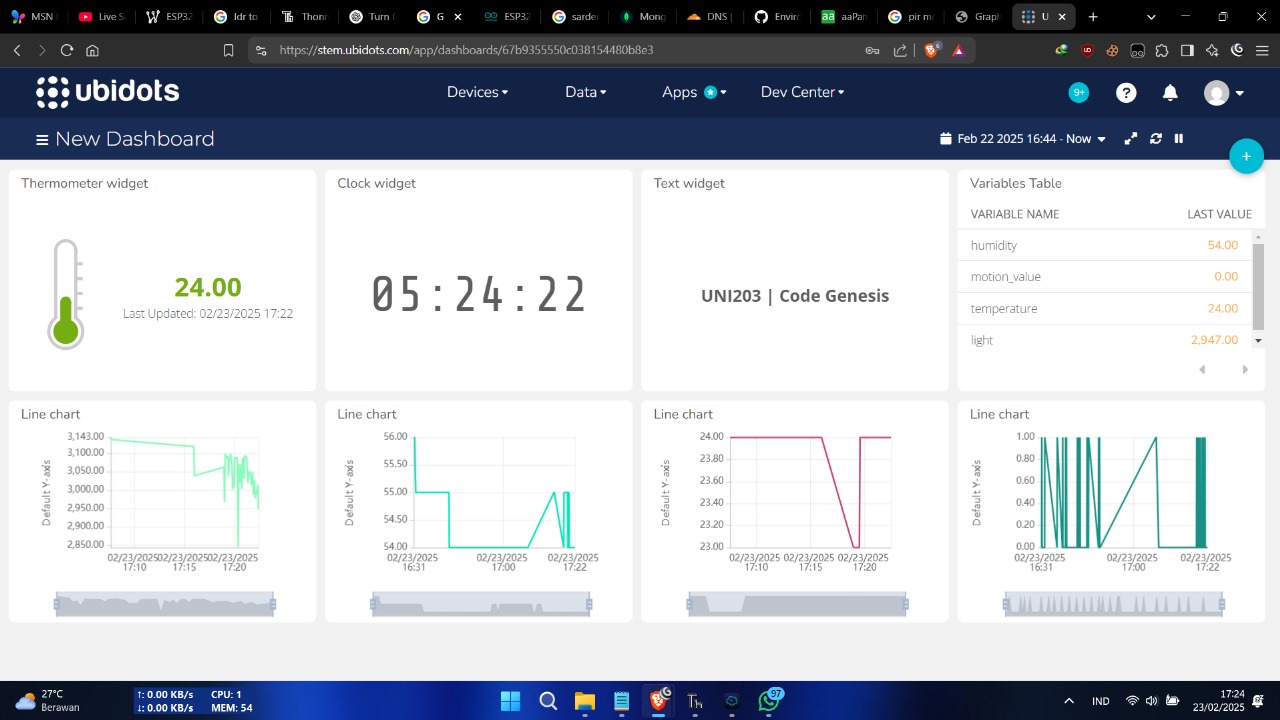 MSN
Live S
ESP32
ldr to
Thonn
Turn
G
ESP32
sarder
Mong
DNS |
Enviro
aa aaPan
pir m
Graph
U
https://stem.ubidots.com/app/dashboards/67b9355550c038154480b8e3
ubidots
Devices
Data
Apps
Dev Center
9+
?
New Dashboard
Feb 22 2025 16:44 - Now
+
Thermometer widget
24.00
Last Updated: 02/23/2025 17:22
Clock widget
05:24:22
Text widget
UNI203 | Code Genesis
Variables Table
VARIABLE NAME LAST VALUE
humidity 54.00
motion_value 0.00
temperature 24.00
light 2,947.00
Line chart
Default Y-axis
3,143.00
3,100.00
3,050.00
3,000.00
2,950.00
2,900.00
2,850.00
02/23/2025 02/23/2025 02/23/2025
17:10 17:15 17:20
Line chart
Default Y-axis
56.00
55.50
55.00
54.50
54.00
02/23/2025 02/23/2025 02/23/2025
16:31 17:00 17:22
Line chart
Default Y-axis
24.00
23.80
23.60
23.40
23.20
23.00
02/23/2025 02/23/2025 02/23/2025
17:10 17:15 17:20
Line chart
Default Y-axis
1.00
0.80
0.60
0.40
0.20
0.00
02/23/2025 02/23/2025 02/23/2025
16:31 17:00 17:22
27°C
Berawan
↑: 0.00 KB/s CPU: 1
↓: 0.00 KB/s MEM: 54
Th
97
IND
17:24
23/02/2025